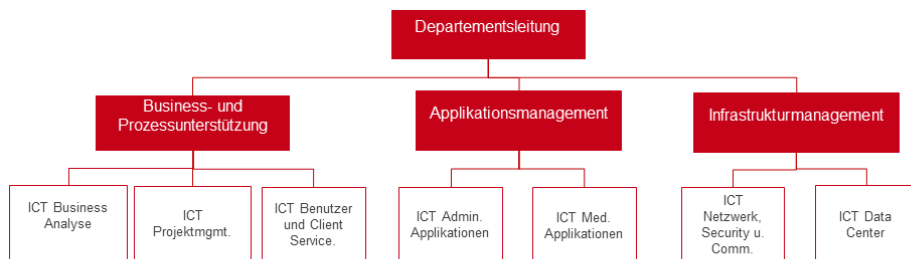 Departementsleitung
Business- und
Prozessunterstützung
Applikationsmanagement
Infrastrukturmanagement
ICT Business
Analyse
ICT
Projektmgmt.
ICT Benutzer
und Client
Service.
ICT Admin.
Applikationen
ICT Med.
Applikationen
ICT
Netzwerk,
Security u.
Comm.
ICT Data
Center